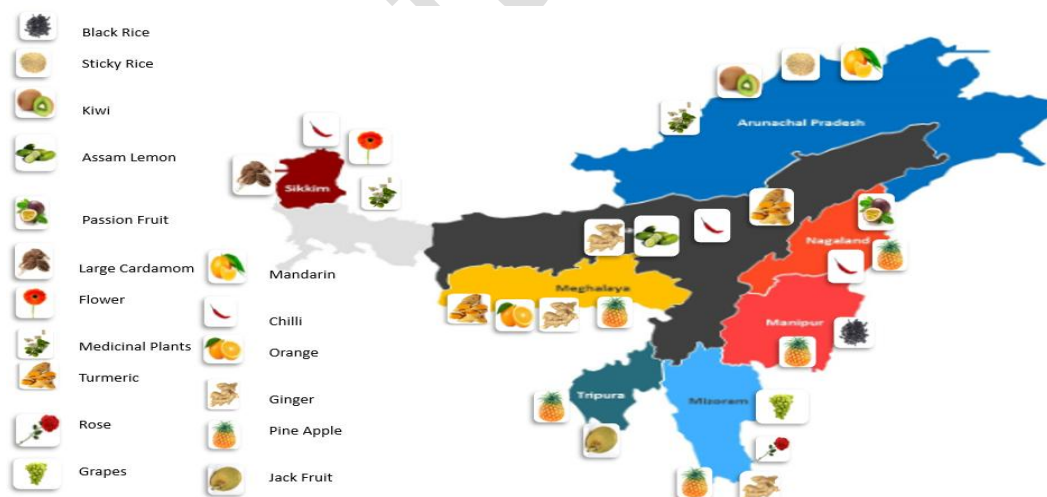 Black Rice
Sticky Rice
Kiwi
Assam Lemon
Passion Fruit
Large Cardamom
Flower
Medicinal Plants
Turmeric
Rose
Grapes
Mandarin
Chilli
Orange
Ginger
Pine Apple
Jack Fruit
Arunachal Pradesh
Sikkim
Nagaland
Meghalaya
Manipur
Tripura
Mizoram